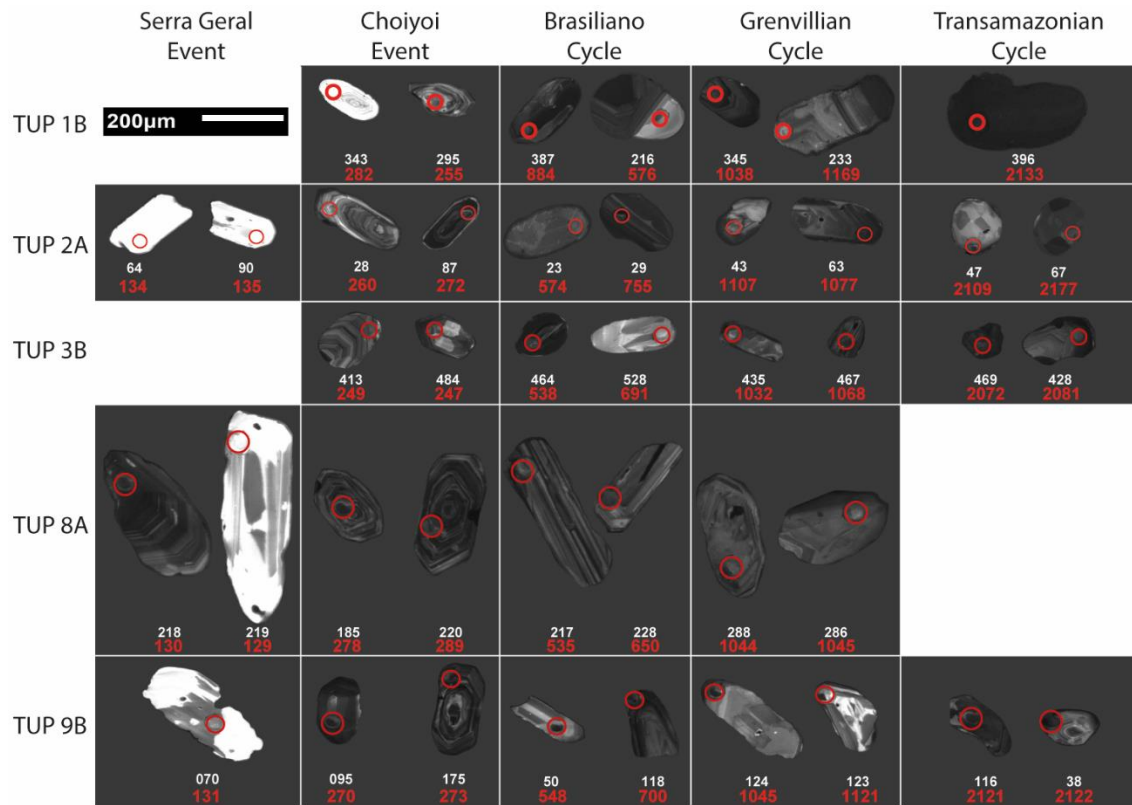 Serra Geral Event
Choiyoi Event
Brasiliano Cycle
Grenvillian Cycle
Transamazonian Cycle
TUP 1B
200µm
343 295 387 216 345 233 396
282 255 884 576 1038 1169 2133
TUP 2A
64 90 28 87 23 29 43 63 47 67
134 135 260 272 574 755 1107 1077 2109 2177
TUP 3B
413 484 464 528 435 467 469 428
249 247 538 691 1032 1068 2072 2081
TUP 8A
218 219 185 220 217 228 288 286
130 129 278 289 535 650 1044 1045
TUP 9B
070 095 175 50 118 124 123 116 38
131 270 273 548 700 1045 1121 2121 2122